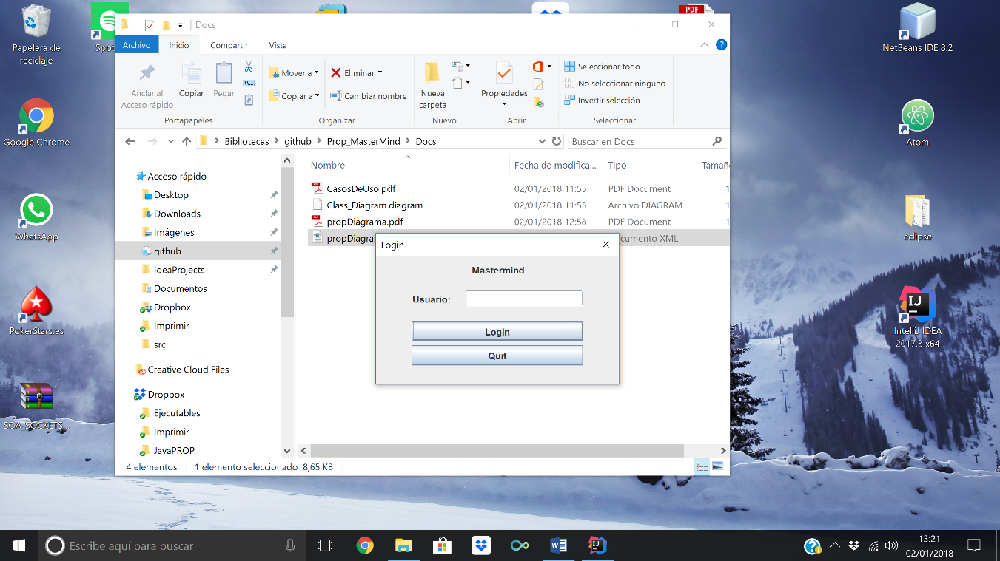 Papelera de
reciclaje
Google Chrome
WhatsApp
PokerStars.es
SOA_SOCKETS...
Spot
PDF
Docs
Archivo
Inicio
Compartir
Vista
Anclar al
Acceso rápido
Copiar
Pegar
Portapapeles
Mover a
Copiar a
Eliminar
Cambiar nombre
Organizar
Nueva
carpeta
Nuevo
Propiedades
Abrir
Seleccionar todo
No seleccionar ninguno
Invertir selección
Seleccionar
Bibliotecas > github > Prop_MasterMind > Docs
Buscar en Docs
Acceso rápido
Desktop
Downloads
Imágenes
github
IdeaProjects
Documentos
Dropbox
Imprimir
src
Creative Cloud Files
Dropbox
Ejecutables
Imprimir
JavaPROP
Nombre Fecha de modifica... Tipo Tamañ
CasosDeUso.pdf 02/01/2018 11:55 PDF Document 1
Class_Diagram.diagram 02/01/2018 11:55 Archivo DIAGRAM 1
propDiagrama.pdf 02/01/2018 12:58 PDF Document 1
propDiagra ocumento XML
Login
Mastermind
Usuario:
Login
Quit
4 elementos 1 elemento seleccionado 8,65 KB
NetBeans IDE 8.2
Atom
eclipse
IJ
IntelliJ IDEA
2017.3 x64
Escribe aquí para buscar
13:21
02/01/2018